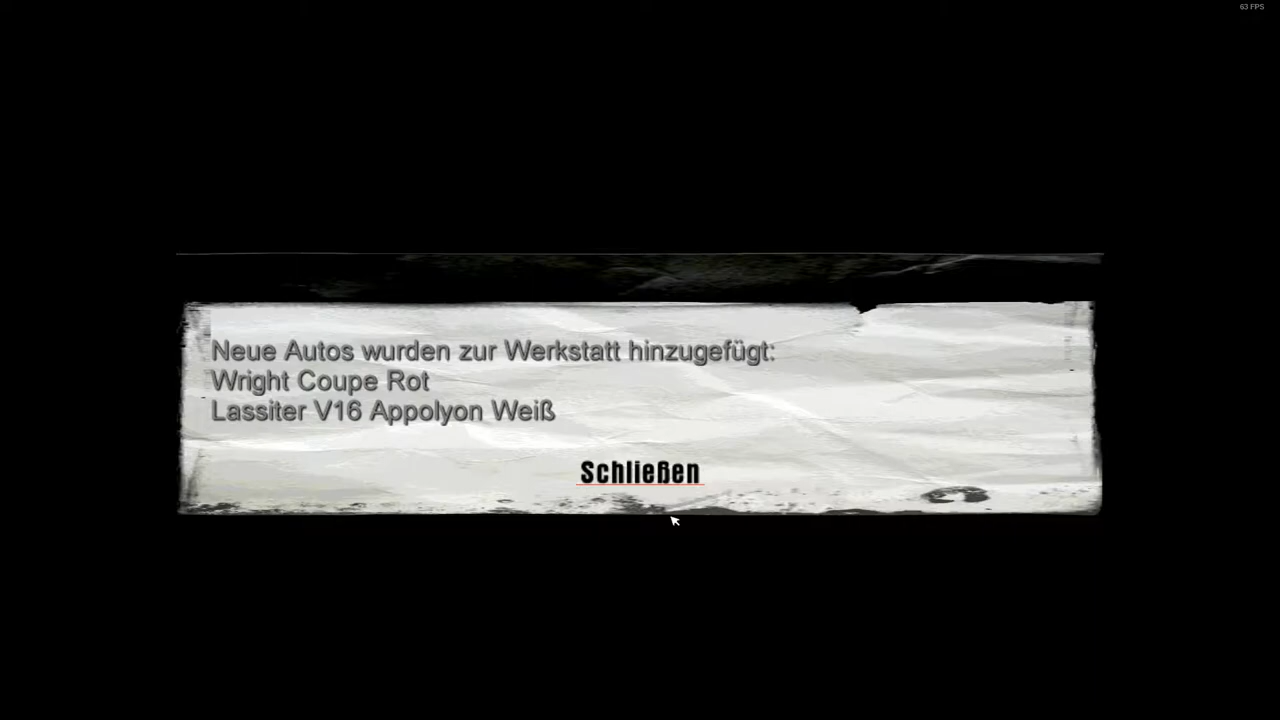 63 FPS
Neue Autos wurden zur Werkstatt hinzugefügt:
Wright Coupe Rot
Lassiter V16 Appolyon Weiß
Schließen